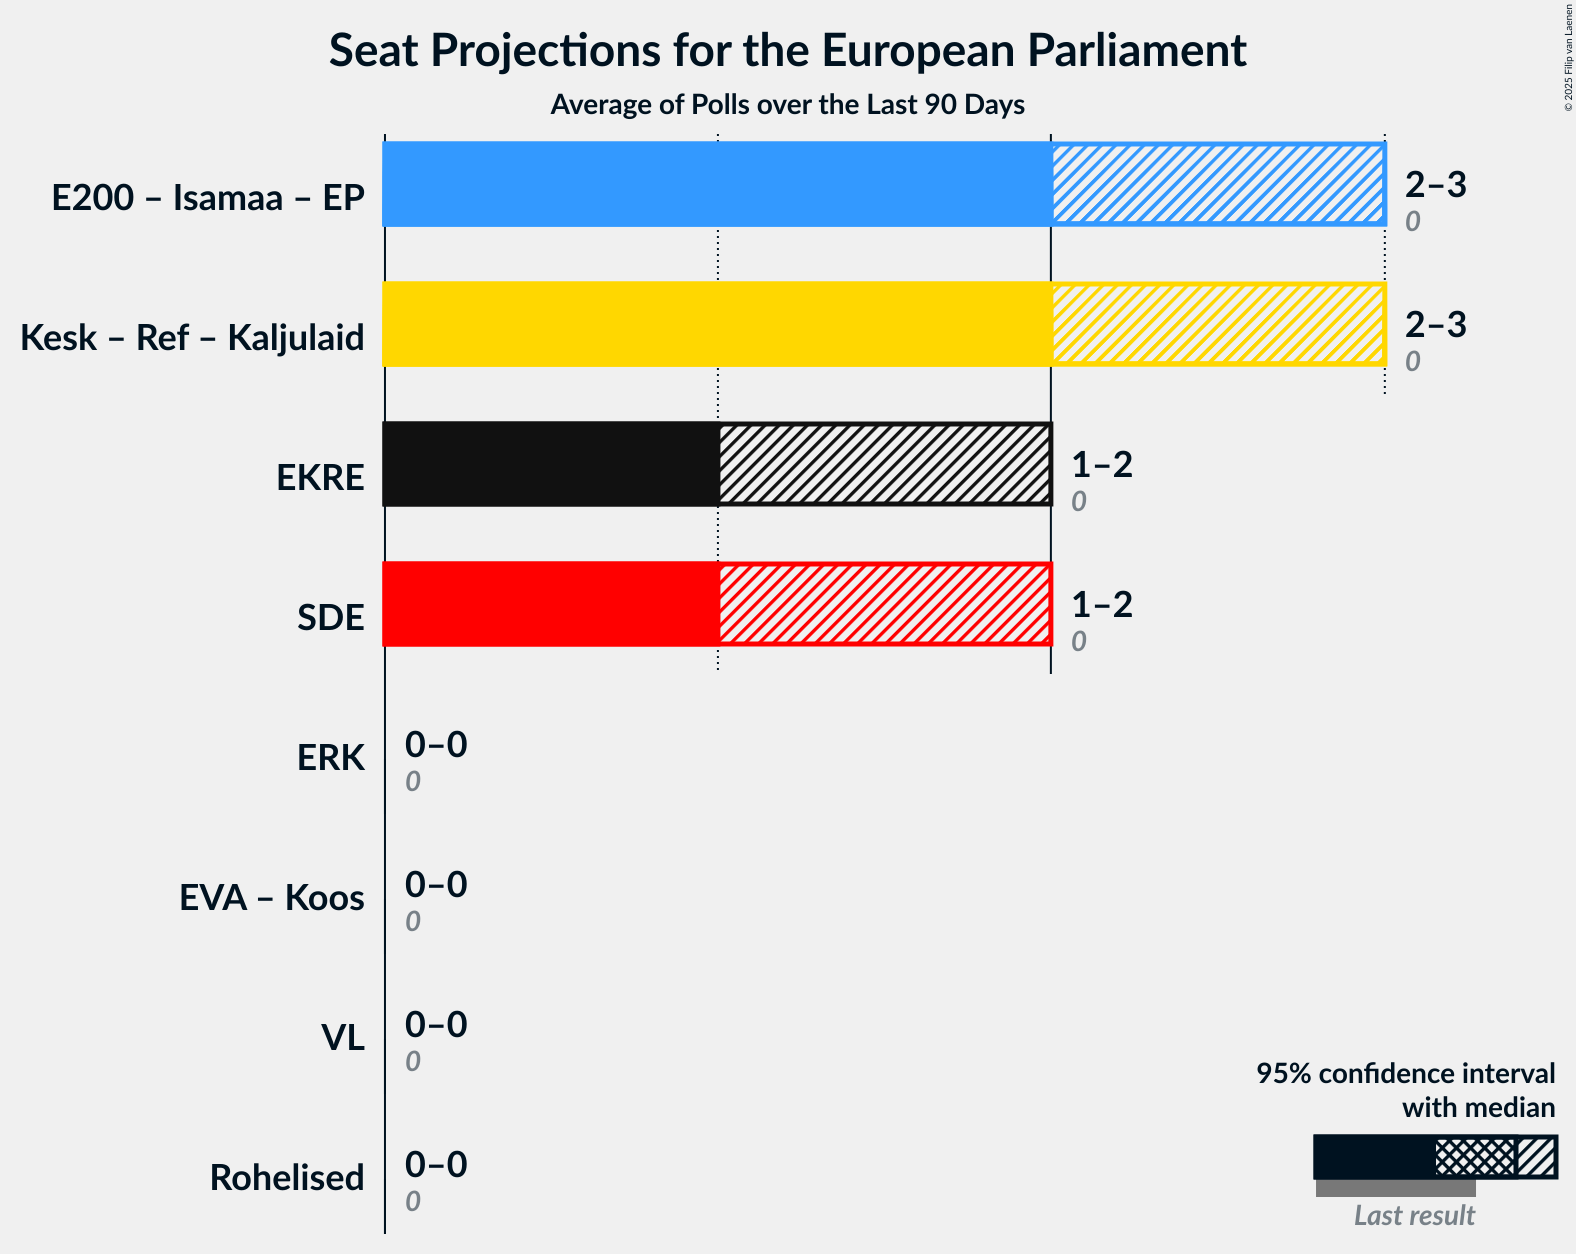 Seat Projections for the European Parliament
Average of Polls over the Last 90 Days
© 2025 Filip van Laenen
E200 – Isamaa – EP
2–3
0
Kesk – Ref – Kaljulaid
2–3
0
EKRE
1–2
0
SDE
1–2
0
ERK
0–0
0
EVA – Koos
0–0
0
VL
0–0
0
Rohelised
0–0
0
95% confidence interval
with median
Last result